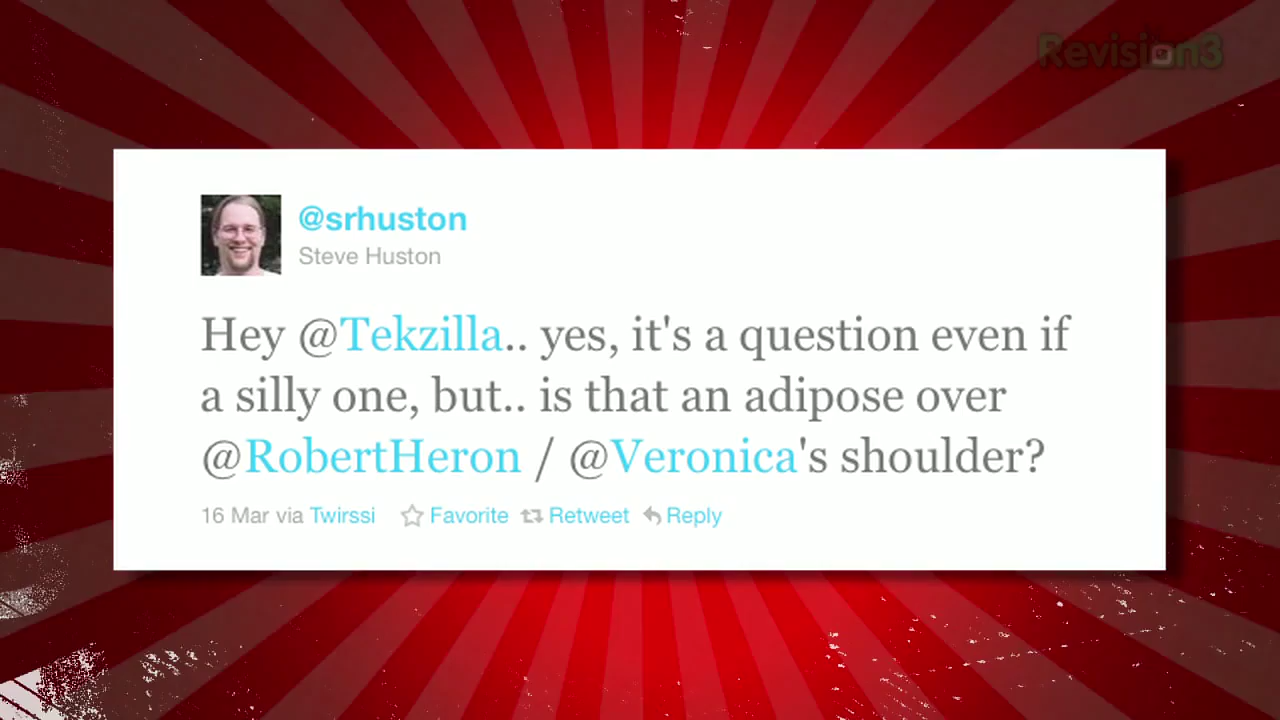 Revision3
@srhuston
Steve Huston
Hey @Tekzilla.. yes, it's a question even if
a silly one, but.. is that an adipose over
@RobertHeron / @Veronica's shoulder?
16 Mar via Twirssi Favorite Retweet Reply